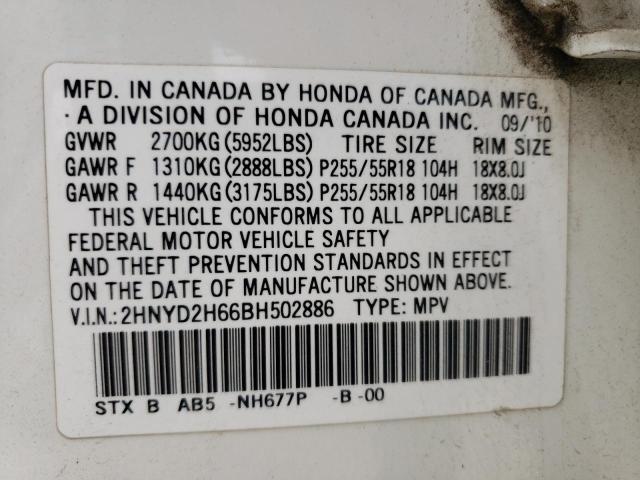 MFD. IN CANADA BY HONDA OF CANADA MFG.,
A DIVISION OF HONDA CANADA INC. 09/'10
GVWR 2700KG(5952LBS) TIRE SIZE RIM SIZE
GAWR F 1310KG(2888LBS) P255/55R18 104H 18X8.0J
GAWR R 1440KG(3175LBS) P255/55R18 104H 18X8.0J
THIS VEHICLE CONFORMS TO ALL APPLICABLE
FEDERAL MOTOR VEHICLE SAFETY
AND THEFT PREVENTION STANDARDS IN EFFECT
ON THE DATE OF MANUFACTURE SHOWN ABOVE.
V.I.N.: 2HNYD2H66BH502886 TYPE: MPV
STX B AB5 -NH677P -B -00